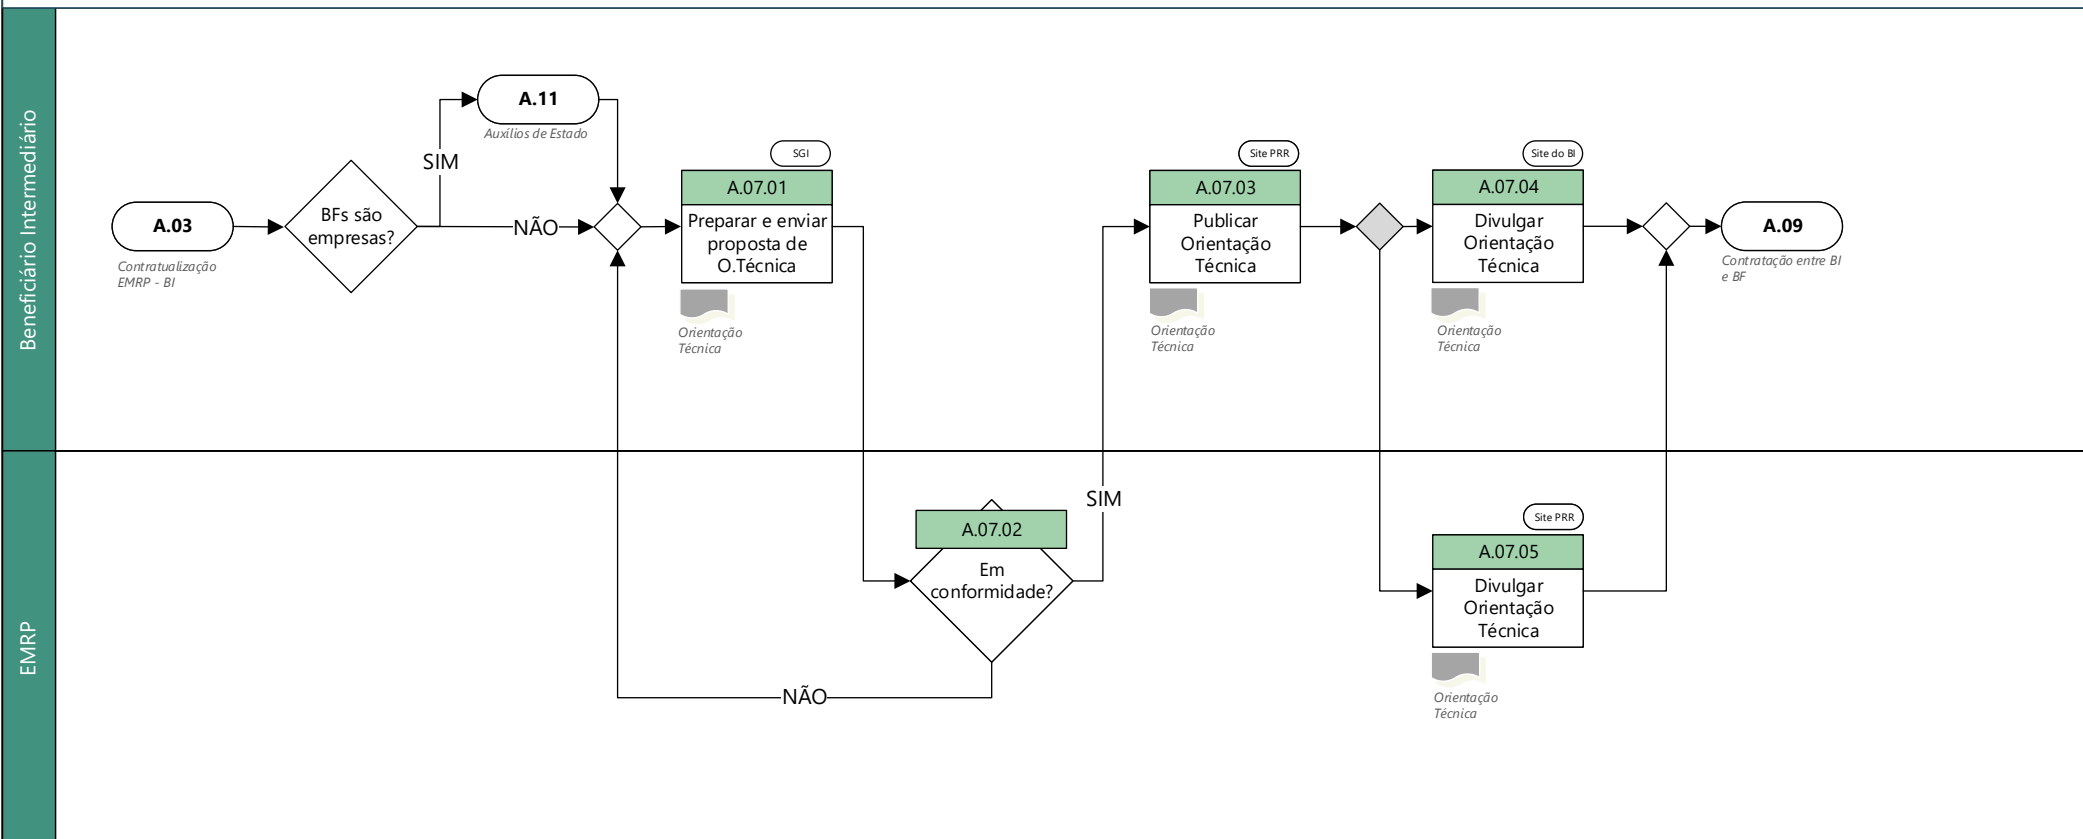 Beneficiário Intermediário
A.03
Contratualização
EMRP - BI
BFs são
empresas?
SIM
NÃO
A.11
Auxílios de Estado
SGI
A.07.01
Preparar e enviar
proposta de
O.Técnica
Orientação
Técnica
Site PRR
A.07.03
Publicar
Orientação
Técnica
Orientação
Técnica
Site do BI
A.07.04
Divulgar
Orientação
Técnica
Orientação
Técnica
A.09
Contratação entre BI
e BF
EMRP
A.07.02
Em
conformidade?
SIM
NÃO
Site PRR
A.07.05
Divulgar
Orientação
Técnica
Orientação
Técnica